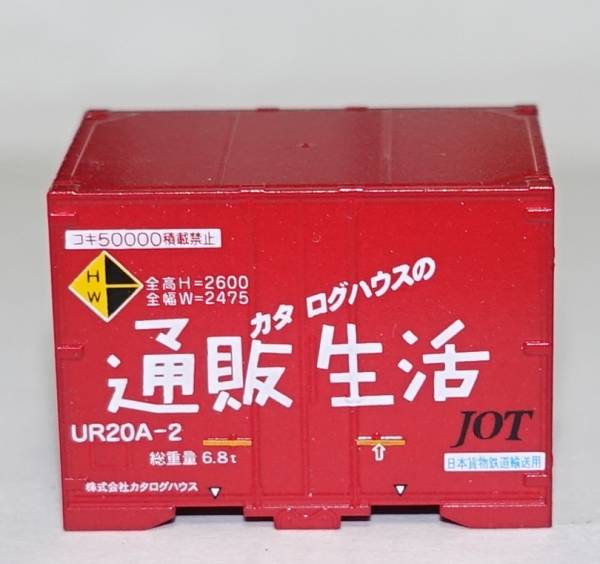 コキ50000積載禁止
H
W
全高H=2600
全幅W=2475
カタログハウスの
通販生活
UR20A-2
JOT
総重量 6.8t
日本貨物鉄道輸送用
株式会社カタログハウス